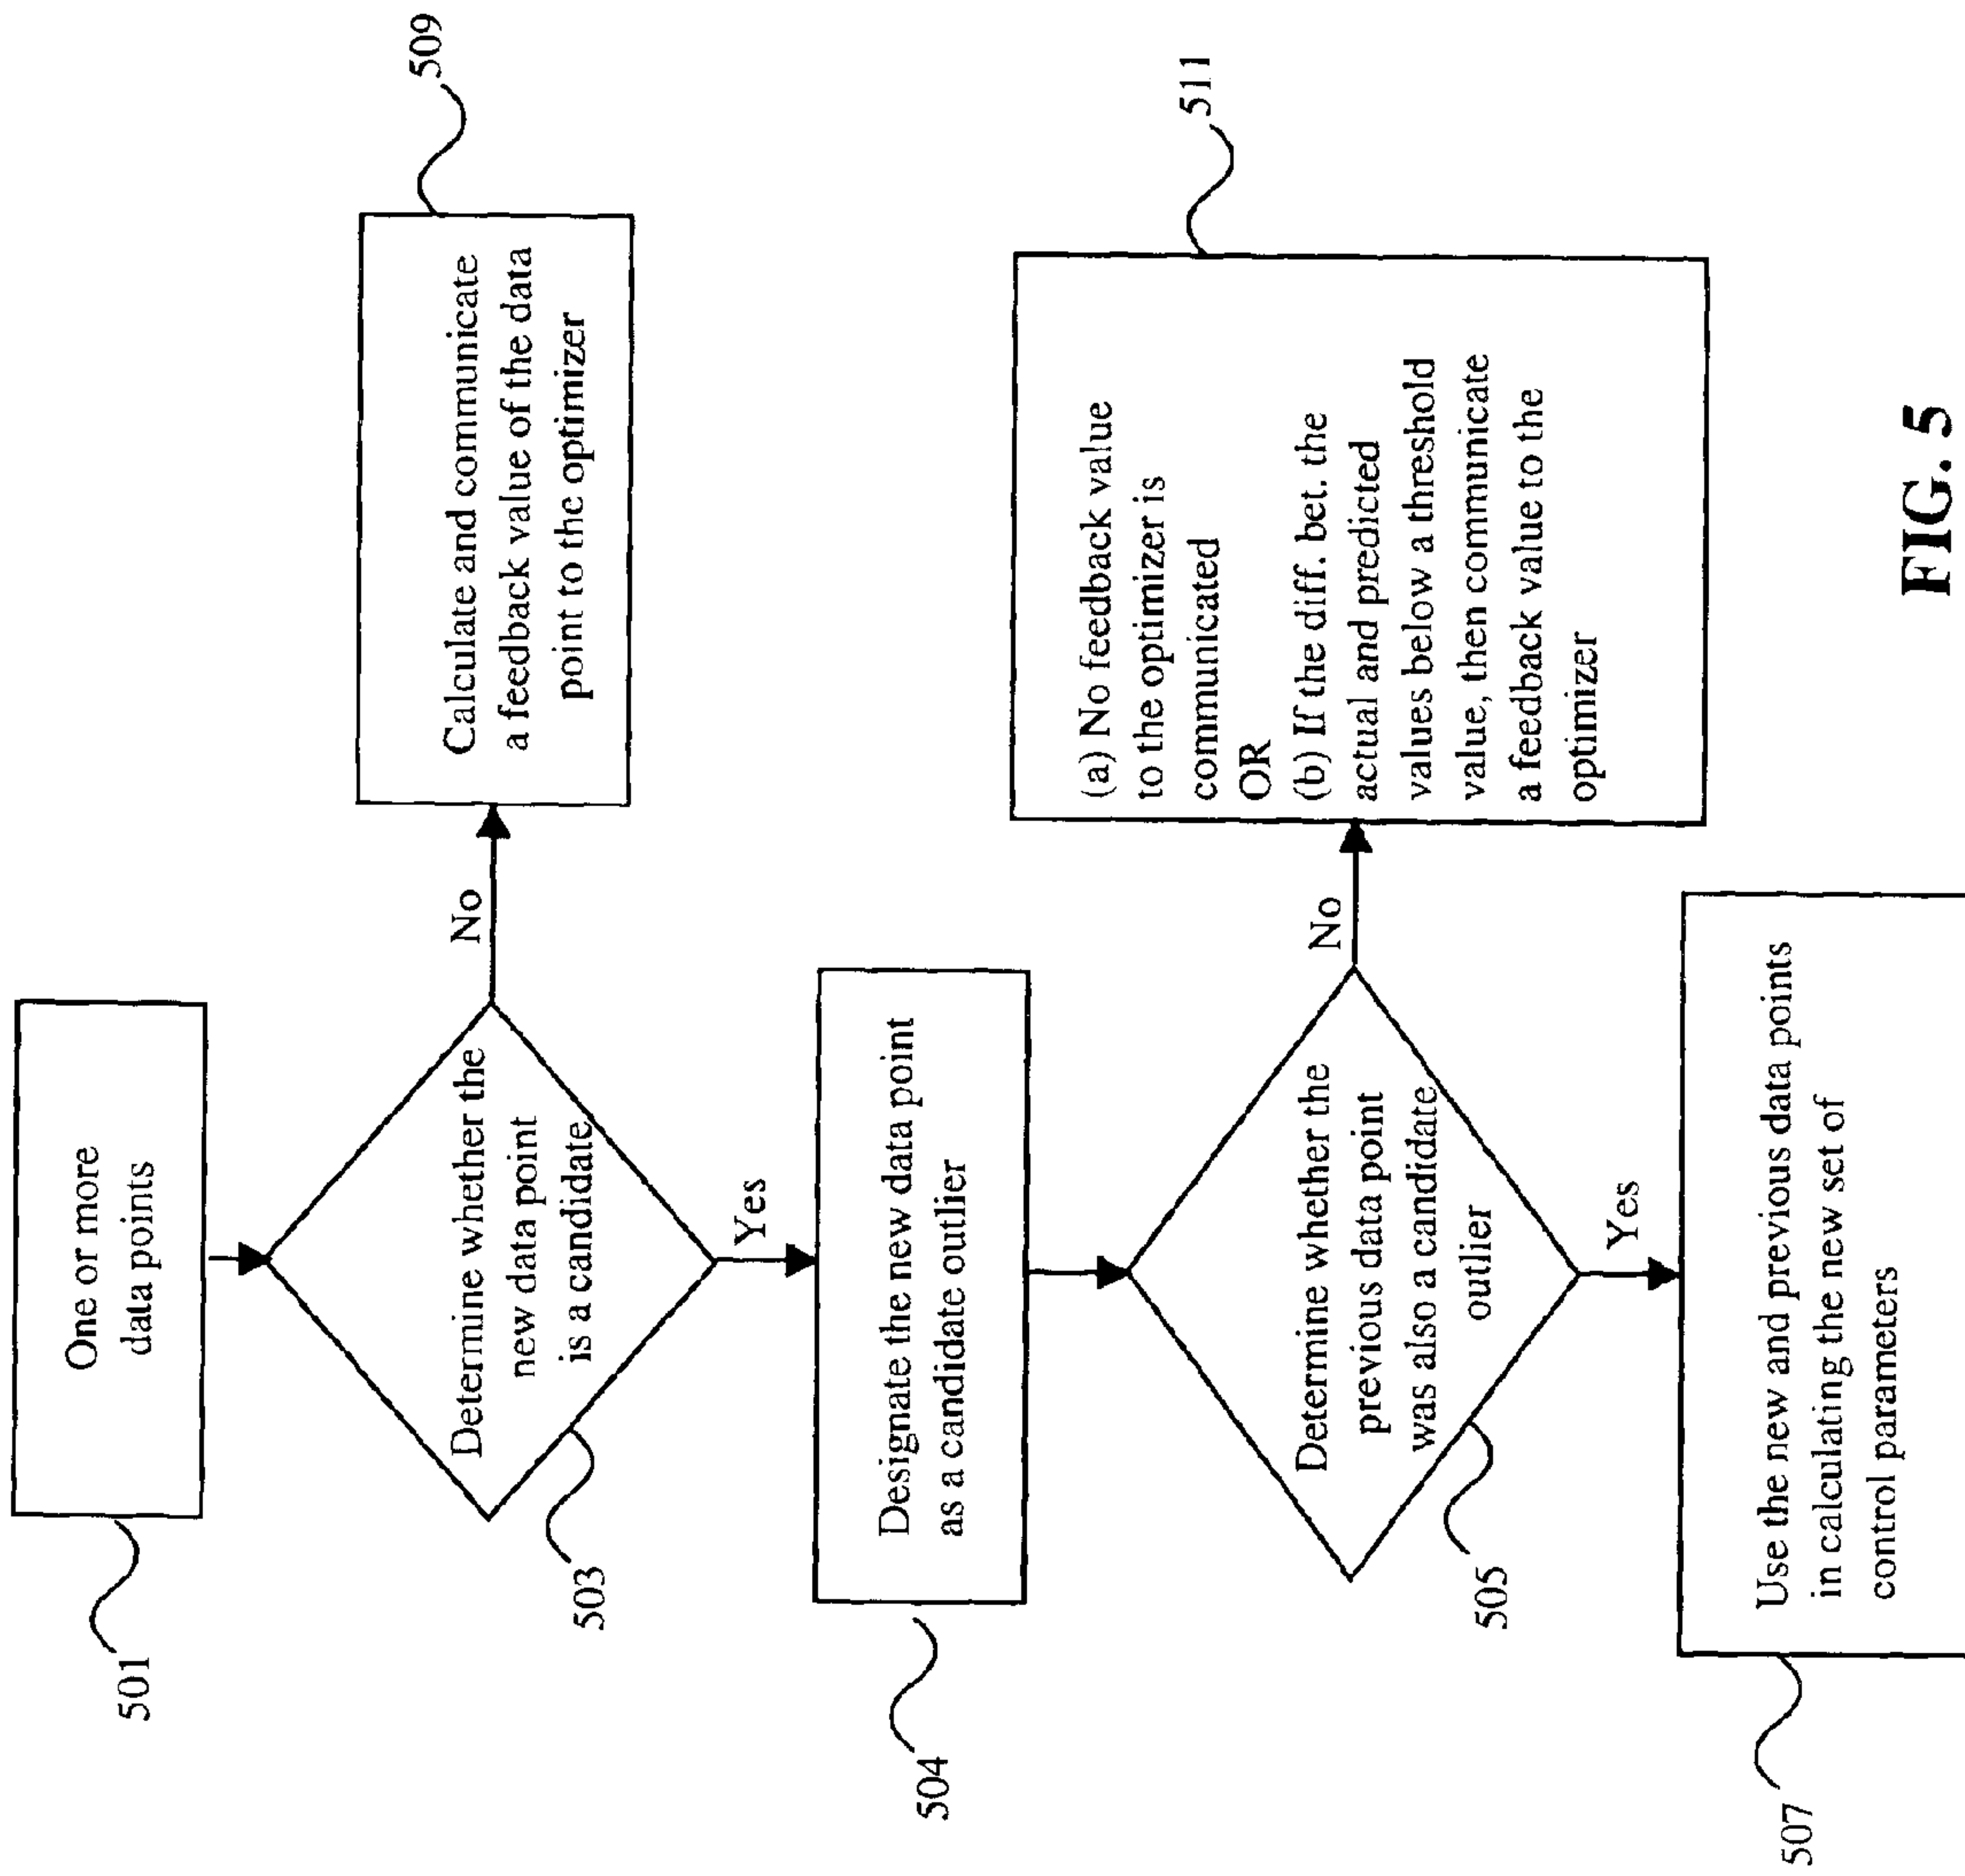 501
One or more
data points
Determine whether the
new data point
is a candidate
503
No
Calculate and communicate
a feedback value of the data
point to the optimizer
509
Yes
504
Designate the new data point
as a candidate outlier
Determine whether the
previous data point
was also a candidate
outlier
505
No
(a) No feedback value
to the optimizer is
communicated
OR
(b) If the diff. bet. the
actual and predicted
values below a threshold
value, then communicate
a feedback value to the
optimizer
511
Yes
507
Use the new and previous data points
in calculating the new set of
control parameters
FIG. 5